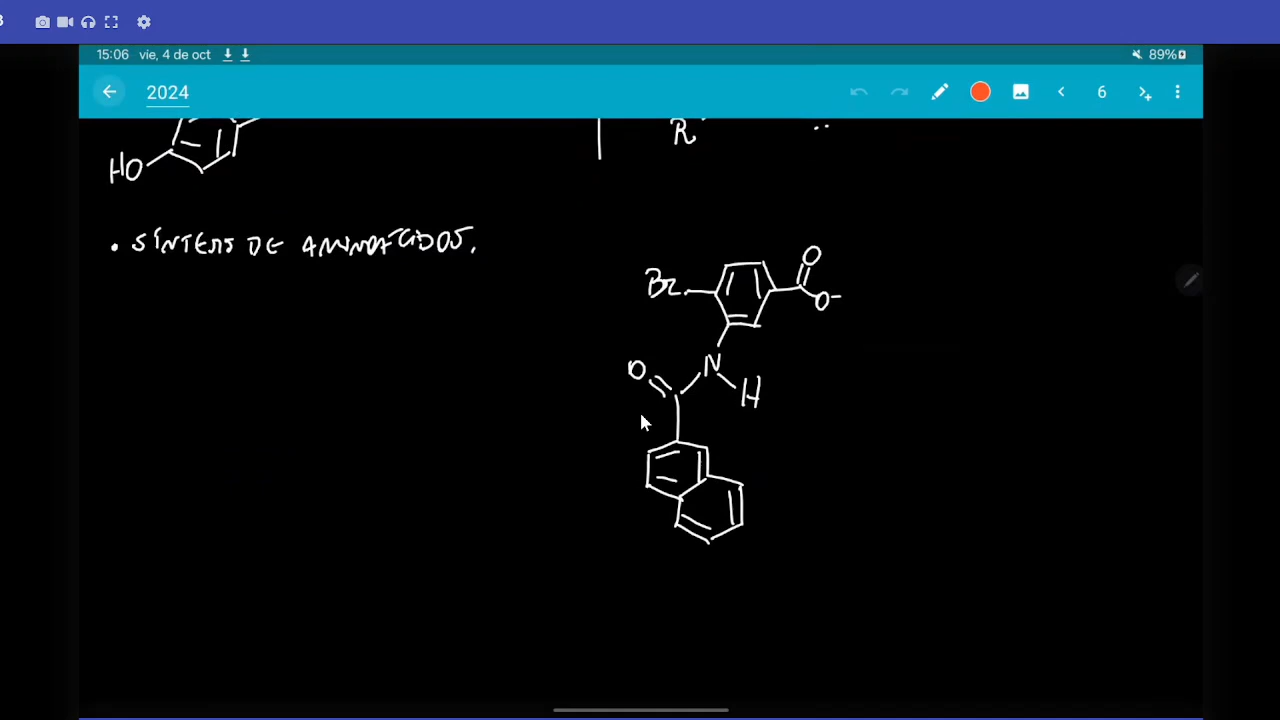 15:06 vie, 4 de oct
89%
2024
6
R
HO
• SÍNTESIS DE AMINOÁCIDOS.
Br
O
O-
O
N
H